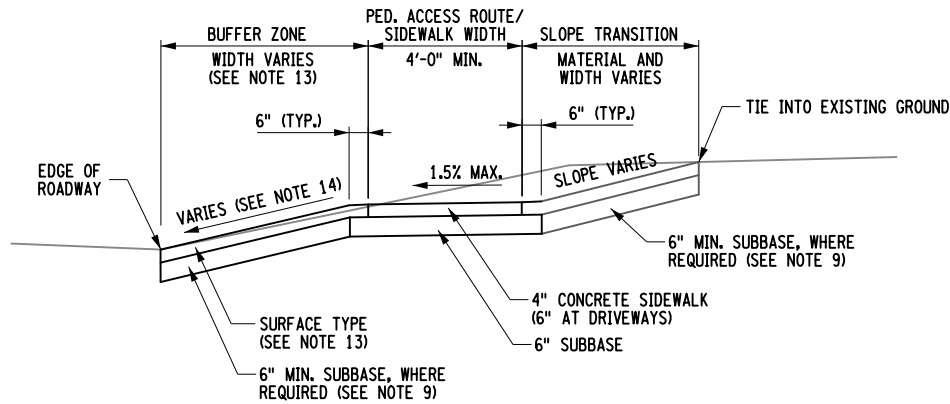 PED. ACCESS ROUTE/
SIDEWALK WIDTH
4'-0" MIN.
BUFFER ZONE
WIDTH VARIES
(SEE NOTE 13)
SLOPE TRANSITION
MATERIAL AND
WIDTH VARIES
6" (TYP.)
6" (TYP.)
TIE INTO EXISTING GROUND
EDGE OF
ROADWAY
VARIES (SEE NOTE 14)
1.5% MAX.
SLOPE VARIES
6" MIN. SUBBASE, WHERE
REQUIRED (SEE NOTE 9)
4" CONCRETE SIDEWALK
(6" AT DRIVEWAYS)
6" SUBBASE
SURFACE TYPE
(SEE NOTE 13)
6" MIN. SUBBASE, WHERE
REQUIRED (SEE NOTE 9)